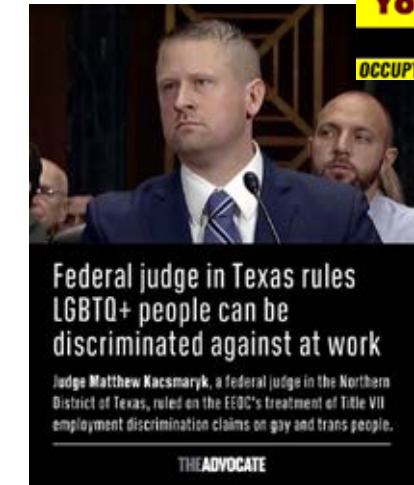 Yo
OCCUPY
Federal judge in Texas rules
LGBTQ+ people can be
discriminated against at work
Judge Matthew Kacsmaryk, a federal judge in the Northern
District of Texas, ruled on the EEOC's treatment of Title VII
employment discrimination claims on gay and trans people.
THEADVOCATE